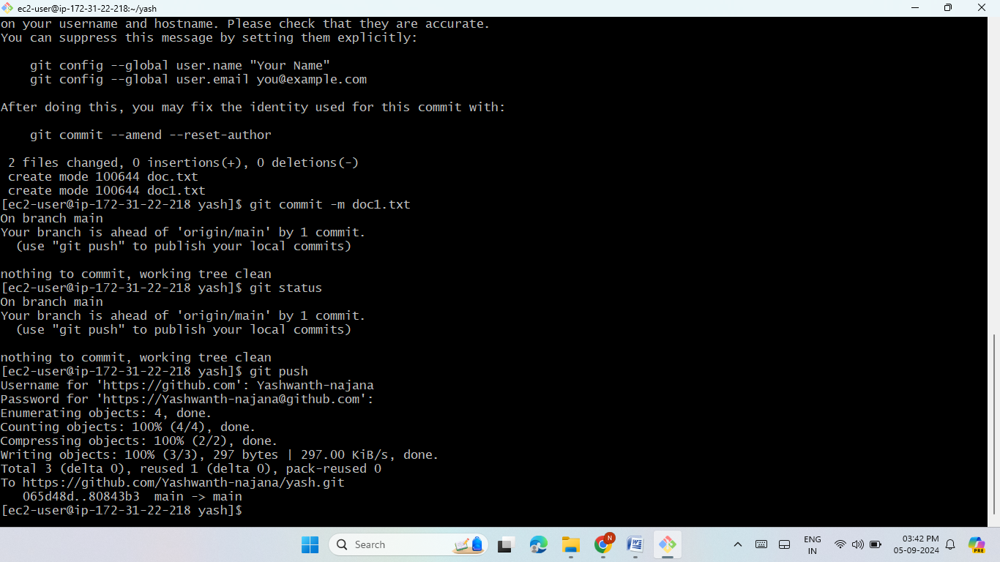 ec2-user@ip-172-31-22-218:~/yash
on your username and hostname. Please check that they are accurate.
You can suppress this message by setting them explicitly:
git config --global user.name "Your Name"
git config --global user.email you@example.com
After doing this, you may fix the identity used for this commit with:
git commit --amend --reset-author
2 files changed, 0 insertions(+), 0 deletions(-)
create mode 100644 doc.txt
create mode 100644 doc1.txt
[ec2-user@ip-172-31-22-218 yash]$ git commit -m doc1.txt
On branch main
Your branch is ahead of 'origin/main' by 1 commit.
(use "git push" to publish your local commits)
nothing to commit, working tree clean
[ec2-user@ip-172-31-22-218 yash]$ git status
On branch main
Your branch is ahead of 'origin/main' by 1 commit.
(use "git push" to publish your local commits)
nothing to commit, working tree clean
[ec2-user@ip-172-31-22-218 yash]$ git push
Username for 'https://github.com': Yashwanth-najana
Password for 'https://Yashwanth-najana@github.com':
Enumerating objects: 4, done.
Counting objects: 100% (4/4), done.
Compressing objects: 100% (2/2), done.
Writing objects: 100% (3/3), 297 bytes | 297.00 KiB/s, done.
Total 3 (delta 0), reused 1 (delta 0), pack-reused 0
To https://github.com/Yashwanth-najana/yash.git
065d48d..80843b3  main -> main
[ec2-user@ip-172-31-22-218 yash]$
Search
N
W
ENG
IN
03:42 PM
05-09-2024
PRE